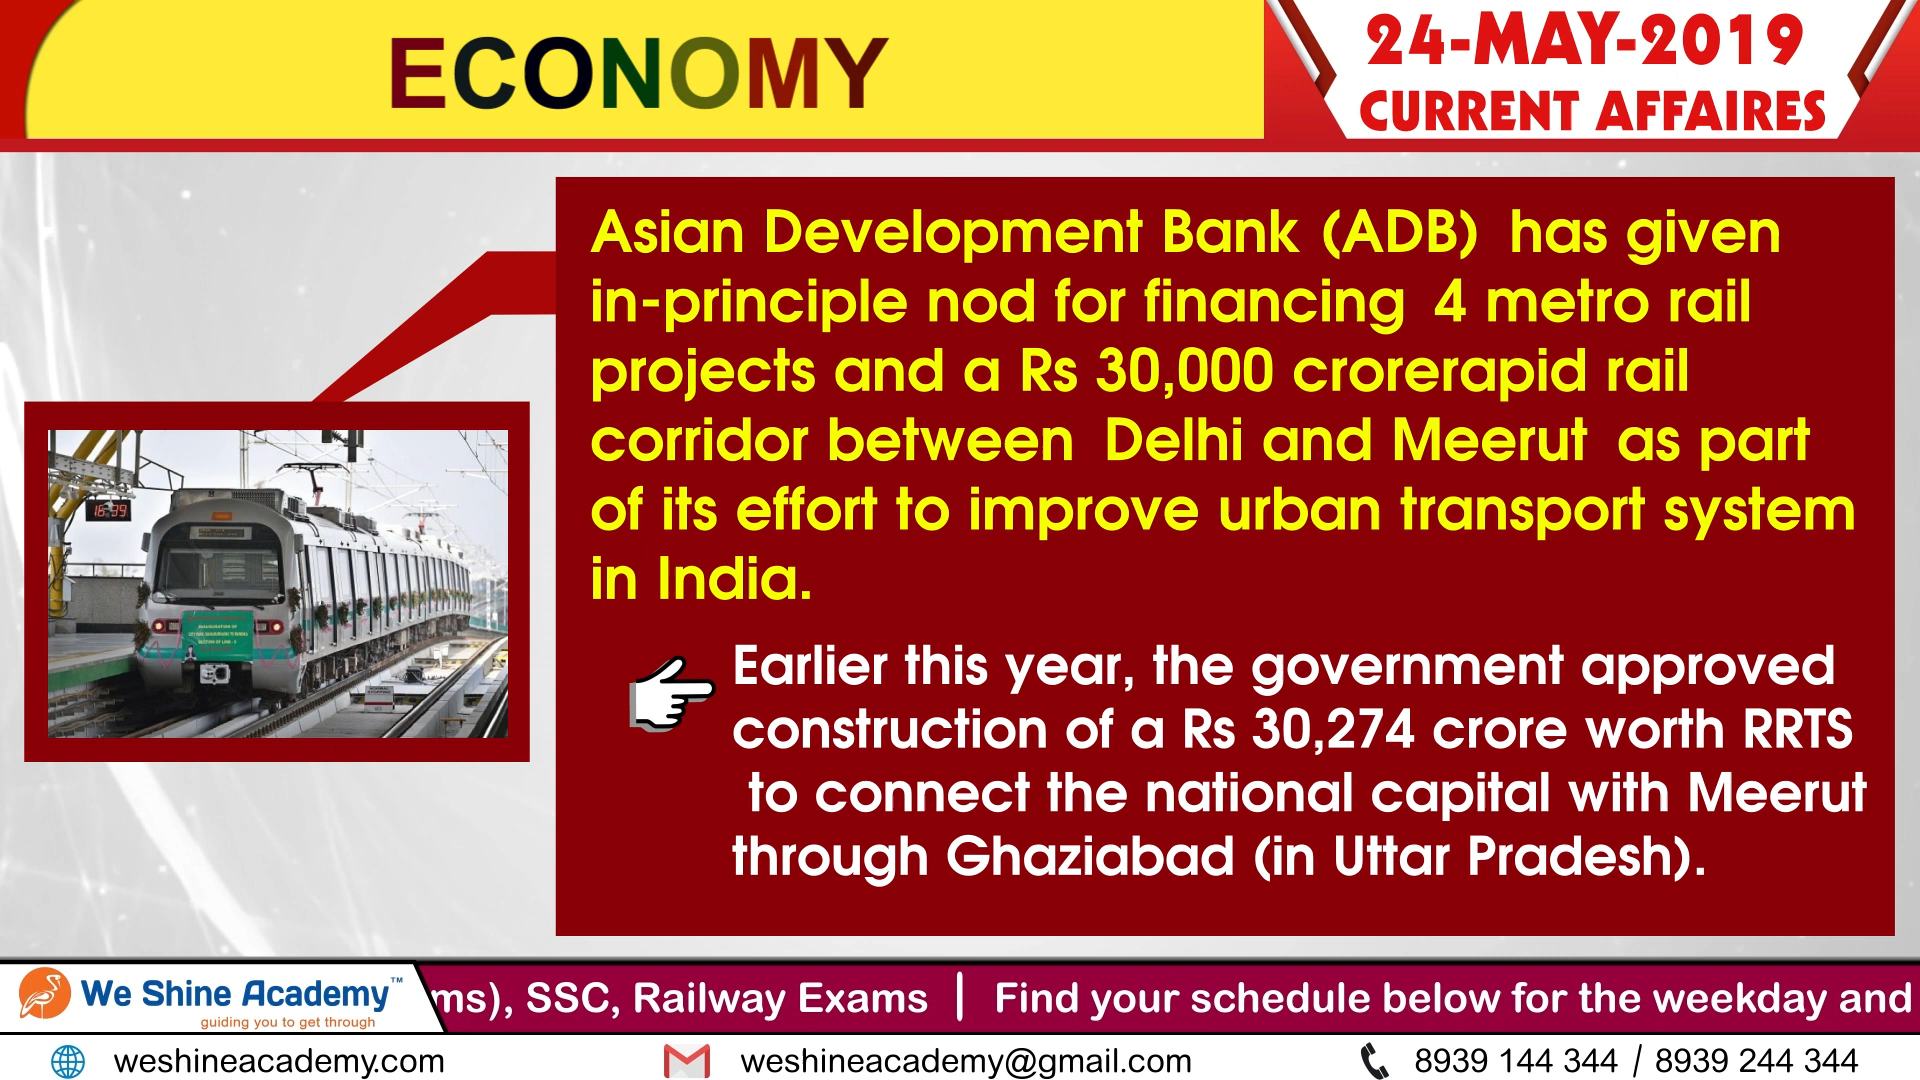 ECONOMY
24-MAY-2019
CURRENT AFFAIRES
Asian Development Bank (ADB) has given
in-principle nod for financing 4 metro rail
projects and a Rs 30,000 crorerapid rail
corridor between Delhi and Meerut as part
of its effort to improve urban transport system
in India.
Earlier this year, the government approved
construction of a Rs 30,274 crore worth RRTS
to connect the national capital with Meerut
through Ghaziabad (in Uttar Pradesh).
We Shine Academy™
guiding you to get through
ms), SSC, Railway Exams | Find your schedule below for the weekday and
weshineacademy.com
weshineacademy@gmail.com
8939 144 344 / 8939 244 344